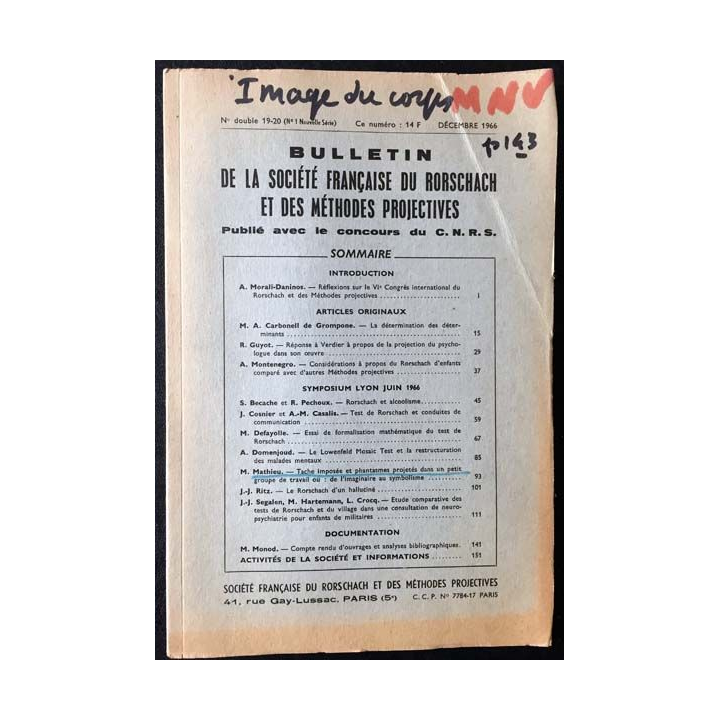 Image du corps MNV
Nº double 19-20 (Nº 1 Nouvelle Série) Ce numéro : 14 F DÉCEMBRE 1966
p 143
BULLETIN
DE LA SOCIÉTÉ FRANÇAISE DU RORSCHACH
ET DES MÉTHODES PROJECTIVES
Publié avec le concours du C.N.R.S.
SOMMAIRE
INTRODUCTION
A. Morali-Daninos. — Réflexions sur le VIe Congrès international du
Rorschach et des Méthodes projectives ..................... 1
ARTICLES ORIGINAUX
M. A. Carbonell de Grompone. — La détermination des déter-
minants .................................................. 15
R. Guyot. — Réponse à Verdier à propos de la projection du psycho-
logue dans son œuvre ..................................... 29
A. Montenegro. — Considérations à propos du Rorschach d'enfants
comparé avec d'autres Méthodes projectives ................ 37
SYMPOSIUM LYON JUIN 1966
S. Becache et R. Pechoux. — Rorschach et alcoolisme.......... 45
J. Cosnier et A.-M. Casalis. — Test de Rorschach et conduites de
communication ............................................ 59
M. Defayolle. — Essai de formalisation mathématique du test de
Rorschach ................................................ 67
A. Domenjoud. — Le Lowenfeld Mosaic Test et la restructuration
des malades mentaux ...................................... 85
M. Mathieu. — Tache imposée et phantasmes projetés dans un petit
groupe de travail ou : de l'imaginaire au symbolisme ......... 93
J.-J. Ritz. — Le Rorschach d'un halluciné .................... 101
J.-J. Segalen, M. Hartemann, L. Crocq. — Etude comparative des
tests de Rorschach et du village dans une consultation de neuro-
psychiatrie pour enfants de militaires ..................... 111
DOCUMENTATION
M. Monod. — Compte rendu d'ouvrages et analyses bibliographiques. 141
ACTIVITÉS DE LA SOCIÉTÉ ET INFORMATIONS ......... 151
SOCIÉTÉ FRANÇAISE DU RORSCHACH ET DES MÉTHODES PROJECTIVES
41, rue Gay-Lussac, PARIS (5e) C.C.P. Nº 7784-17 PARIS